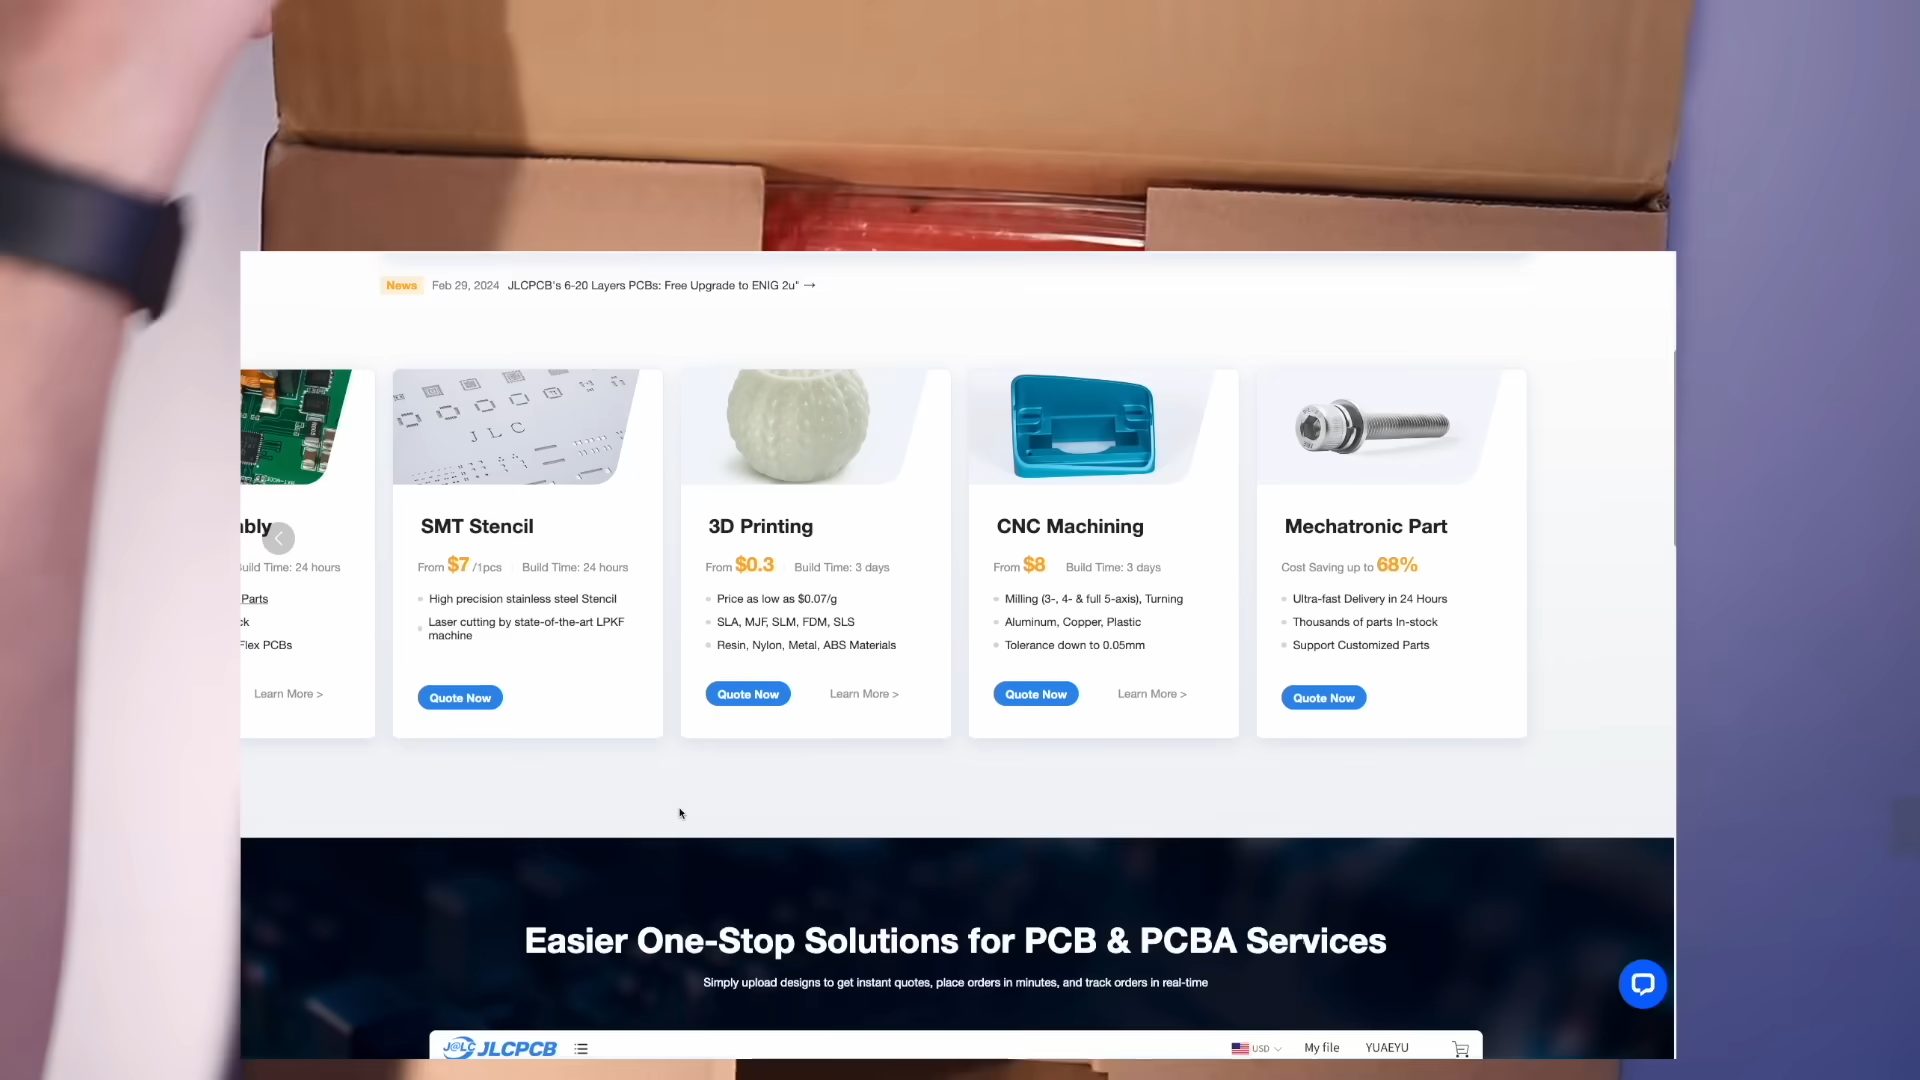 News Feb 29, 2024 JLCPCB's 6-20 Layers PCBs: Free Upgrade to ENIG 2u" →
J L C
bly
SMT Stencil
3D Printing
CNC Machining
Mechatronic Part
uild Time: 24 hours
From $7 /1pcs Build Time: 24 hours
From $0.3 Build Time: 3 days
From $8 Build Time: 3 days
Cost Saving up to 68%
Parts
ck
Flex PCBs
Learn More >
High precision stainless steel Stencil
Laser cutting by state-of-the-art LPKF
machine
Quote Now
Price as low as $0.07/g
SLA, MJF, SLM, FDM, SLS
Resin, Nylon, Metal, ABS Materials
Quote Now Learn More >
Milling (3-, 4- & full 5-axis), Turning
Aluminum, Copper, Plastic
Tolerance down to 0.05mm
Quote Now Learn More >
Ultra-fast Delivery in 24 Hours
Thousands of parts In-stock
Support Customized Parts
Quote Now
Easier One-Stop Solutions for PCB & PCBA Services
Simply upload designs to get instant quotes, place orders in minutes, and track orders in real-time
J@LC JLCPCB USD My file YUAEYU